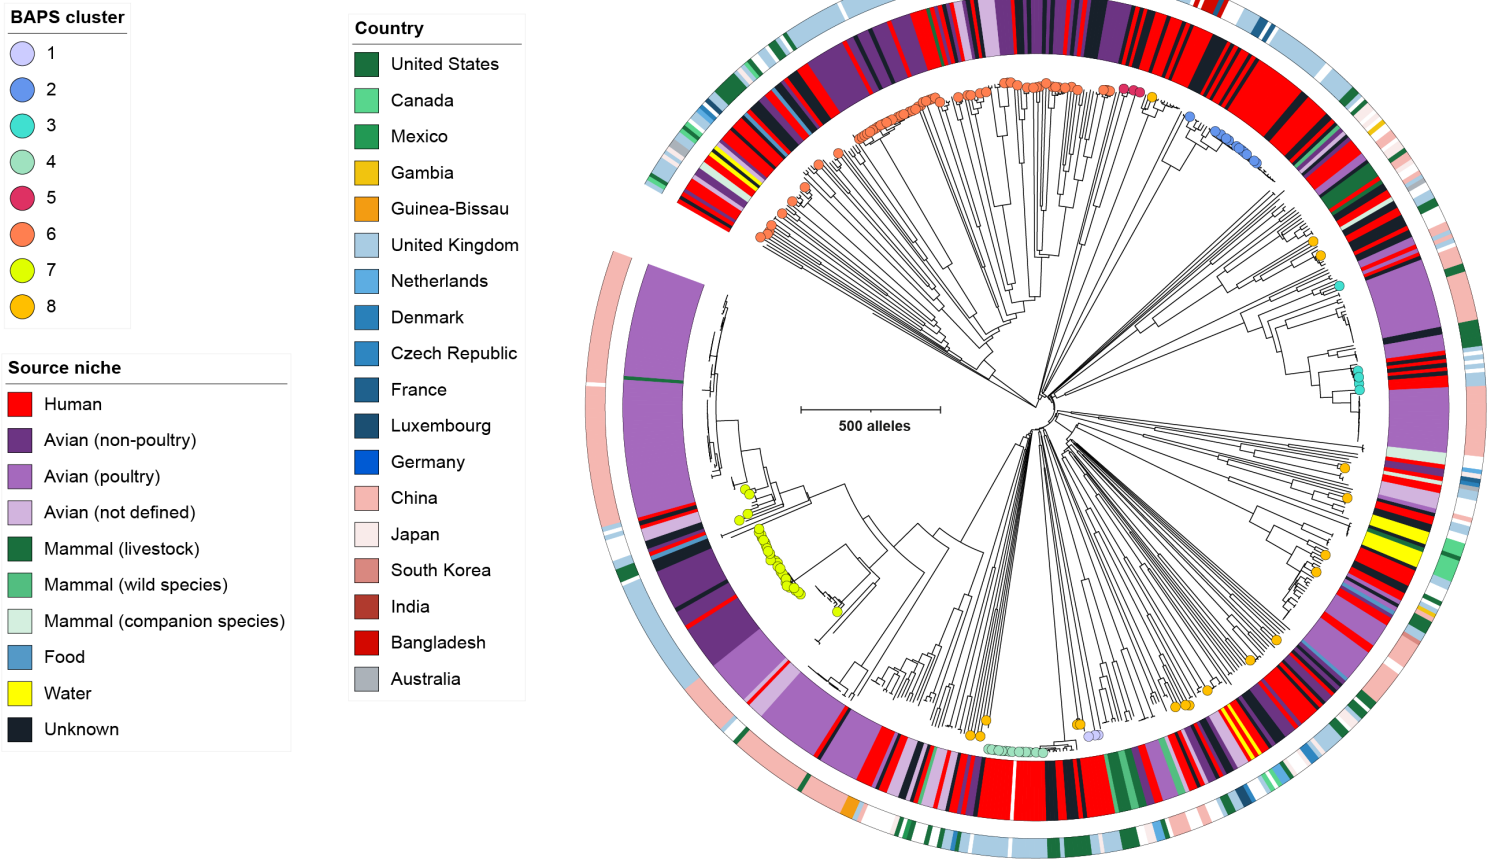 BAPS cluster
1
2
3
4
5
6
7
8
Source niche
Human
Avian (non-poultry)
Avian (poultry)
Avian (not defined)
Mammal (livestock)
Mammal (wild species)
Mammal (companion species)
Food
Water
Unknown
Country
United States
Canada
Mexico
Gambia
Guinea-Bissau
United Kingdom
Netherlands
Denmark
Czech Republic
France
Luxembourg
Germany
China
Japan
South Korea
India
Bangladesh
Australia
500 alleles